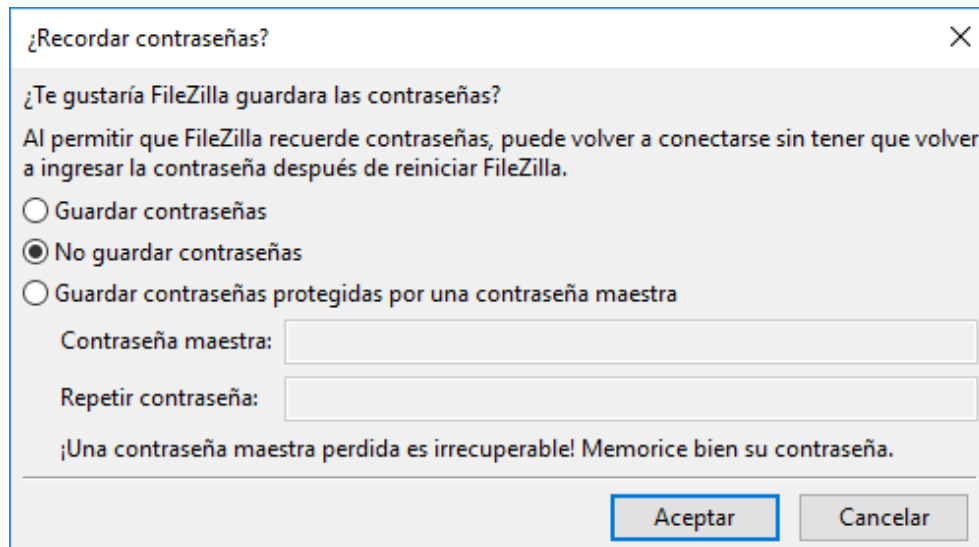 ¿Recordar contraseñas?
¿Te gustaría FileZilla guardara las contraseñas?
Al permitir que FileZilla recuerde contraseñas, puede volver a conectarse sin tener que volver
a ingresar la contraseña después de reiniciar FileZilla.
Guardar contraseñas
No guardar contraseñas
Guardar contraseñas protegidas por una contraseña maestra
Contraseña maestra:
Repetir contraseña:
¡Una contraseña maestra perdida es irrecuperable! Memorice bien su contraseña.
Aceptar Cancelar